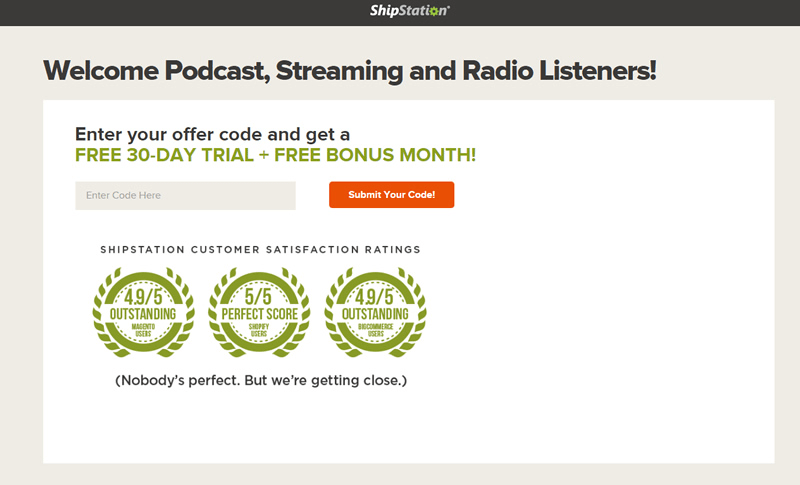 ShipStation®
Welcome Podcast, Streaming and Radio Listeners!
Enter your offer code and get a
FREE 30-DAY TRIAL + FREE BONUS MONTH!
Enter Code Here
Submit Your Code!
SHIPSTATION CUSTOMER SATISFACTION RATINGS
4.9/5
OUTSTANDING
MAGENTU
USERS
5/5
PERFECT SCORE
SHOPIFY
USERS
4.9/5
OUTSTANDING
BIGCOMMERCE
USERS
(Nobody's perfect. But we're getting close.)